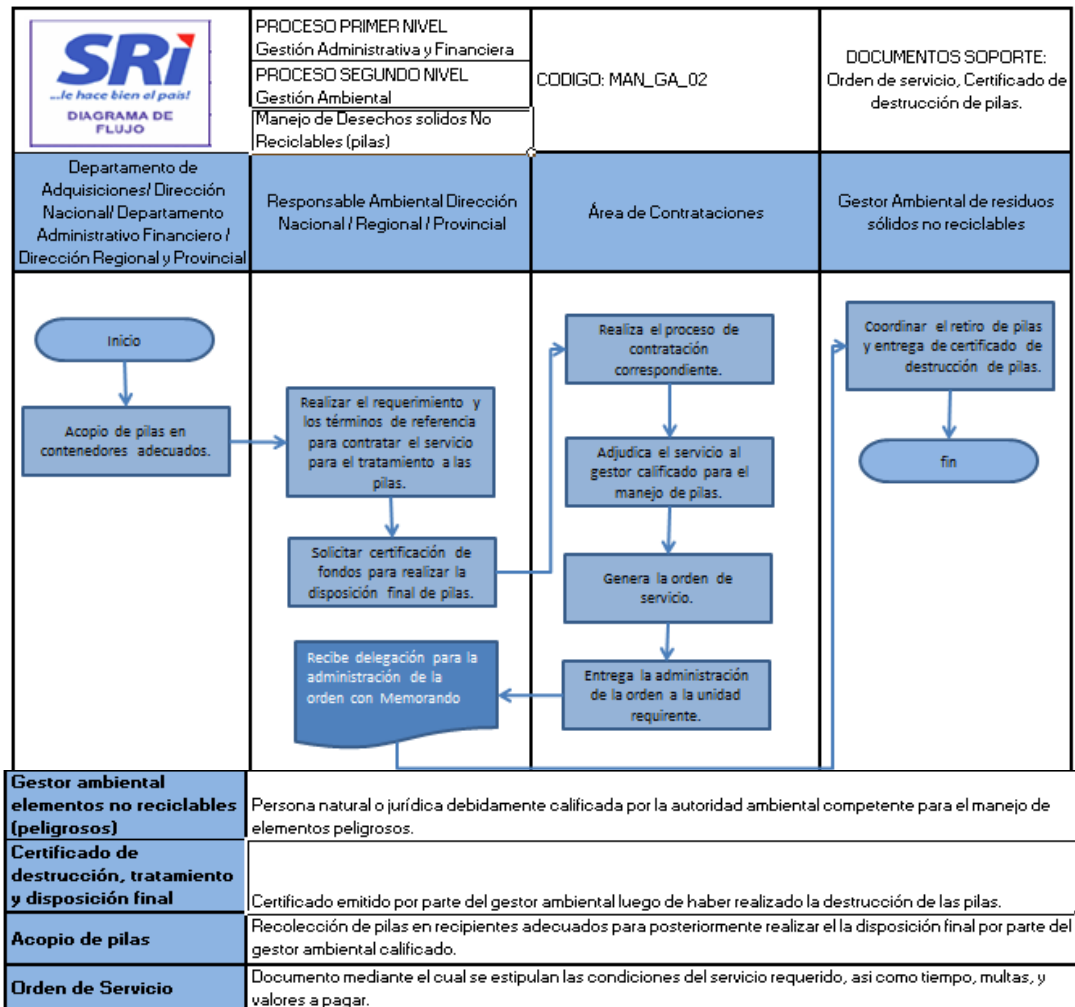 SRi
...le hace bien al país!
DIAGRAMA DE
FLUJO
PROCESO PRIMER NIVEL
Gestión Administrativa y Financiera
PROCESO SEGUNDO NIVEL
Gestión Ambiental
Manejo de Desechos solidos No
Reciclables (pilas)
CODIGO: MAN_GA_02
DOCUMENTOS SOPORTE:
Orden de servicio, Certificado de
destrucción de pilas.
Departamento de
Adquisiciones/ Dirección
Nacional/ Departamento
Administrativo Financiero /
Dirección Regional y Provincial
Responsable Ambiental Dirección
Nacional / Regional / Provincial
Área de Contrataciones
Gestor Ambiental de residuos
sólidos no reciclables
Inicio
Acopio de pilas en
contenedores adecuados.
Realizar el requerimiento y
los términos de referencia
para contratar el servicio
para el tratamiento a las
pilas.
Solicitar certificación de
fondos para realizar la
disposición final de pilas.
Recibe delegación para la
administración de la
orden con Memorando
Realiza el proceso de
contratación
correspondiente.
Adjudica el servicio al
gestor calificado para el
manejo de pilas.
Genera la orden de
servicio.
Entrega la administración
de la orden a la unidad
requirente.
Coordinar el retiro de pilas
y entrega de certificado de
destrucción de pilas.
fin
Gestor ambiental
elementos no reciclables
(peligrosos)
Persona natural o jurídica debidamente calificada por la autoridad ambiental competente para el manejo de
elementos peligrosos.
Certificado de
destrucción, tratamiento
y disposición final
Certificado emitido por parte del gestor ambiental luego de haber realizado la destrucción de las pilas.
Acopio de pilas
Recolección de pilas en recipientes adecuados para posteriormente realizar el la disposición final por parte del
gestor ambiental calificado.
Orden de Servicio
Documento mediante el cual se estipulan las condiciones del servicio requerido, asi como tiempo, multas, y
valores a pagar.